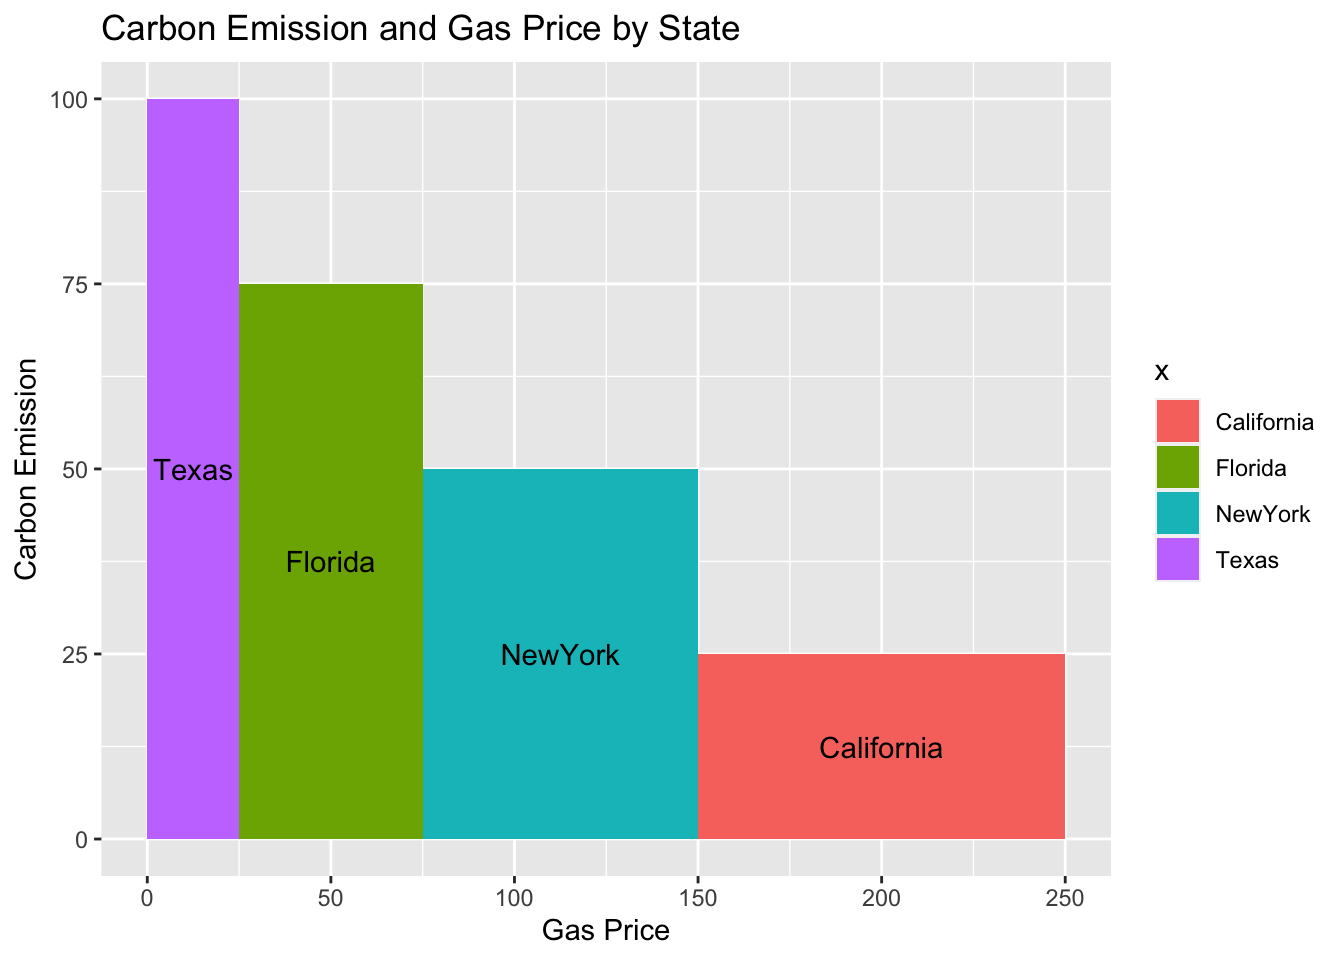 Carbon Emission and Gas Price by State
Carbon Emission
100
75
50
25
0
Texas
Florida
NewYork
California
0 50 100 150 200 250
Gas Price
x
California
Florida
NewYork
Texas